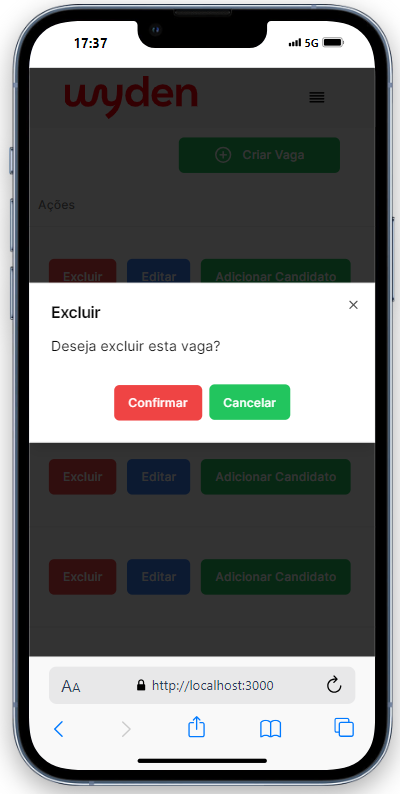 17:37
5G
wyden
Criar Vaga
Ações
Excluir Editar Adicionar Candidato
Excluir
Deseja excluir esta vaga?
Confirmar Cancelar
Excluir Editar Adicionar Candidato
Excluir Editar Adicionar Candidato
AA http://localhost:3000